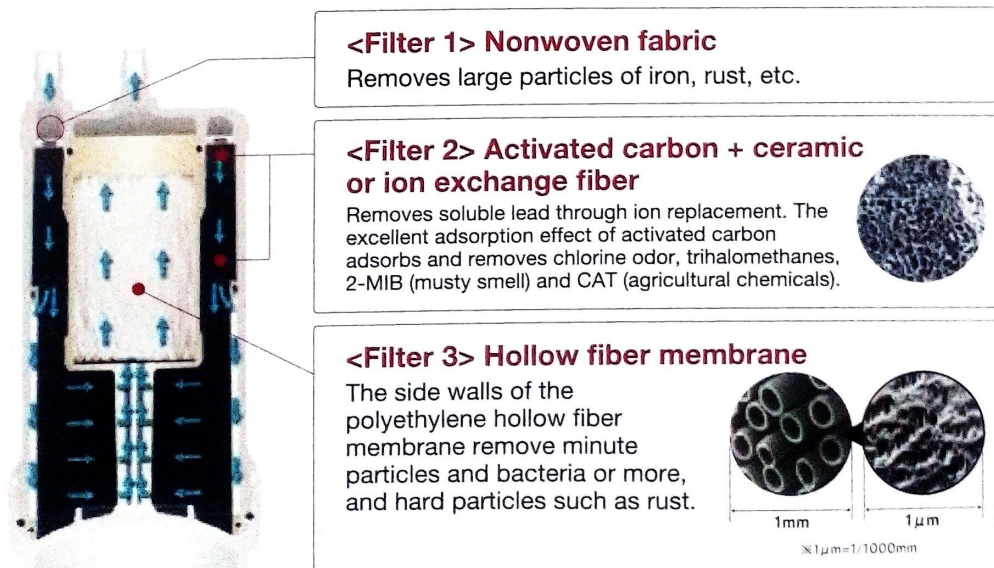 <Filter 1> Nonwoven fabric
Removes large particles of iron, rust, etc.
<Filter 2> Activated carbon + ceramic
or ion exchange fiber
Removes soluble lead through ion replacement. The
excellent adsorption effect of activated carbon
adsorbs and removes chlorine odor, trihalomethanes,
2-MIB (musty smell) and CAT (agricultural chemicals).
<Filter 3> Hollow fiber membrane
The side walls of the
polyethylene hollow fiber
membrane remove minute
particles and bacteria or more,
and hard particles such as rust.
1mm
1μm
※1μm=1/1000mm